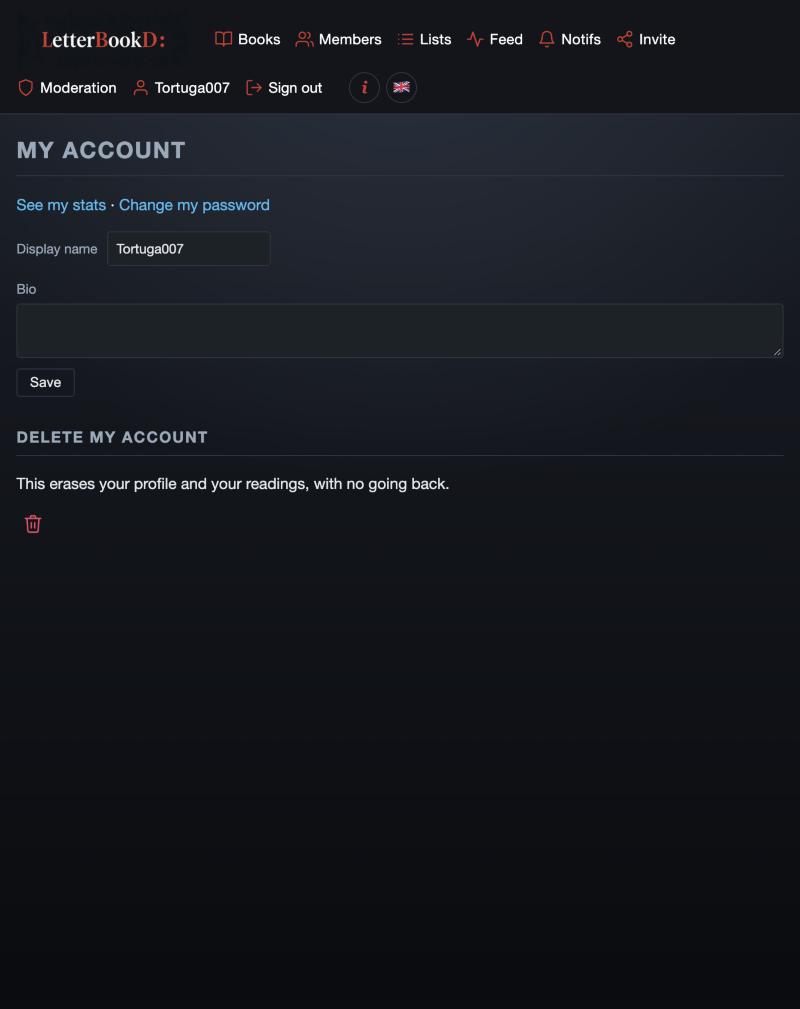 LetterBookD:
Books Members Lists Feed Notifs Invite
Moderation Tortuga007 Sign out i
MY ACCOUNT
See my stats · Change my password
Display name Tortuga007
Bio
Save
DELETE MY ACCOUNT
This erases your profile and your readings, with no going back.